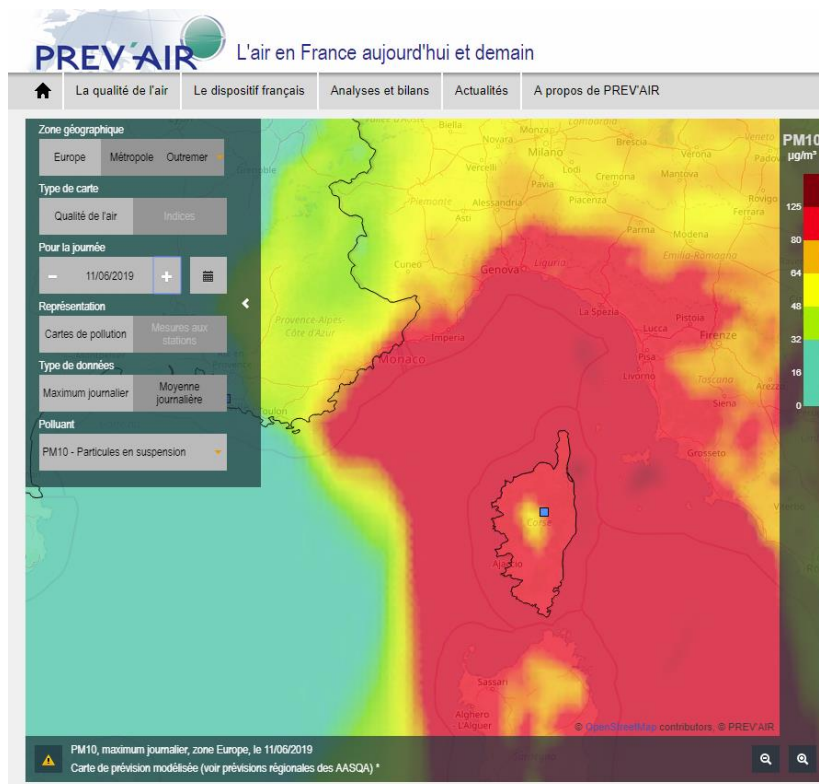 PREV'AIR
L'air en France aujourd'hui et demain
La qualité de l'air
Le dispositif français
Analyses et bilans
Actualités
A propos de PREV'AIR
Zone géographique
Europe
Métropole
Outremer
Type de carte
Qualité de l'air
Indices
Pour la journée
11/06/2019
Représentation
Cartes de pollution
Mesures aux
stations
Type de données
Maximum journalier
Moyenne
journalière
Polluant
PM10 - Particules en suspension
PM10
µg/m³
125
80
64
48
32
16
0
Biella
Lombardia
Novara
Monza
Brescia
Veneto
Milano
Verona
Vercelli
Lodi
Cremona
Mantova
Pavia
Rovigo
Piemonte
Alessandria
Piacenza
Ferrara
Asti
Parma
Modena
Cuneo
Genova
Liguria
Emilia-Romagna
Provence-Alpes-
Côte d'Azur
La Spezia
Pistoia
Imperia
Lucca
Firenze
Monaco
Pisa
Livorno
Toscana
Arezzo
Siena
Toulon
Grosseto
Viterbo
Corse
Ajaccio
Sassari
Alghero
- L'Alguer
© OpenStreetMap contributors, © PREV'AIR
PM10, maximum journalier, zone Europe, le 11/06/2019
Carte de prévision modélisée (voir prévisions régionales des AASQA) *